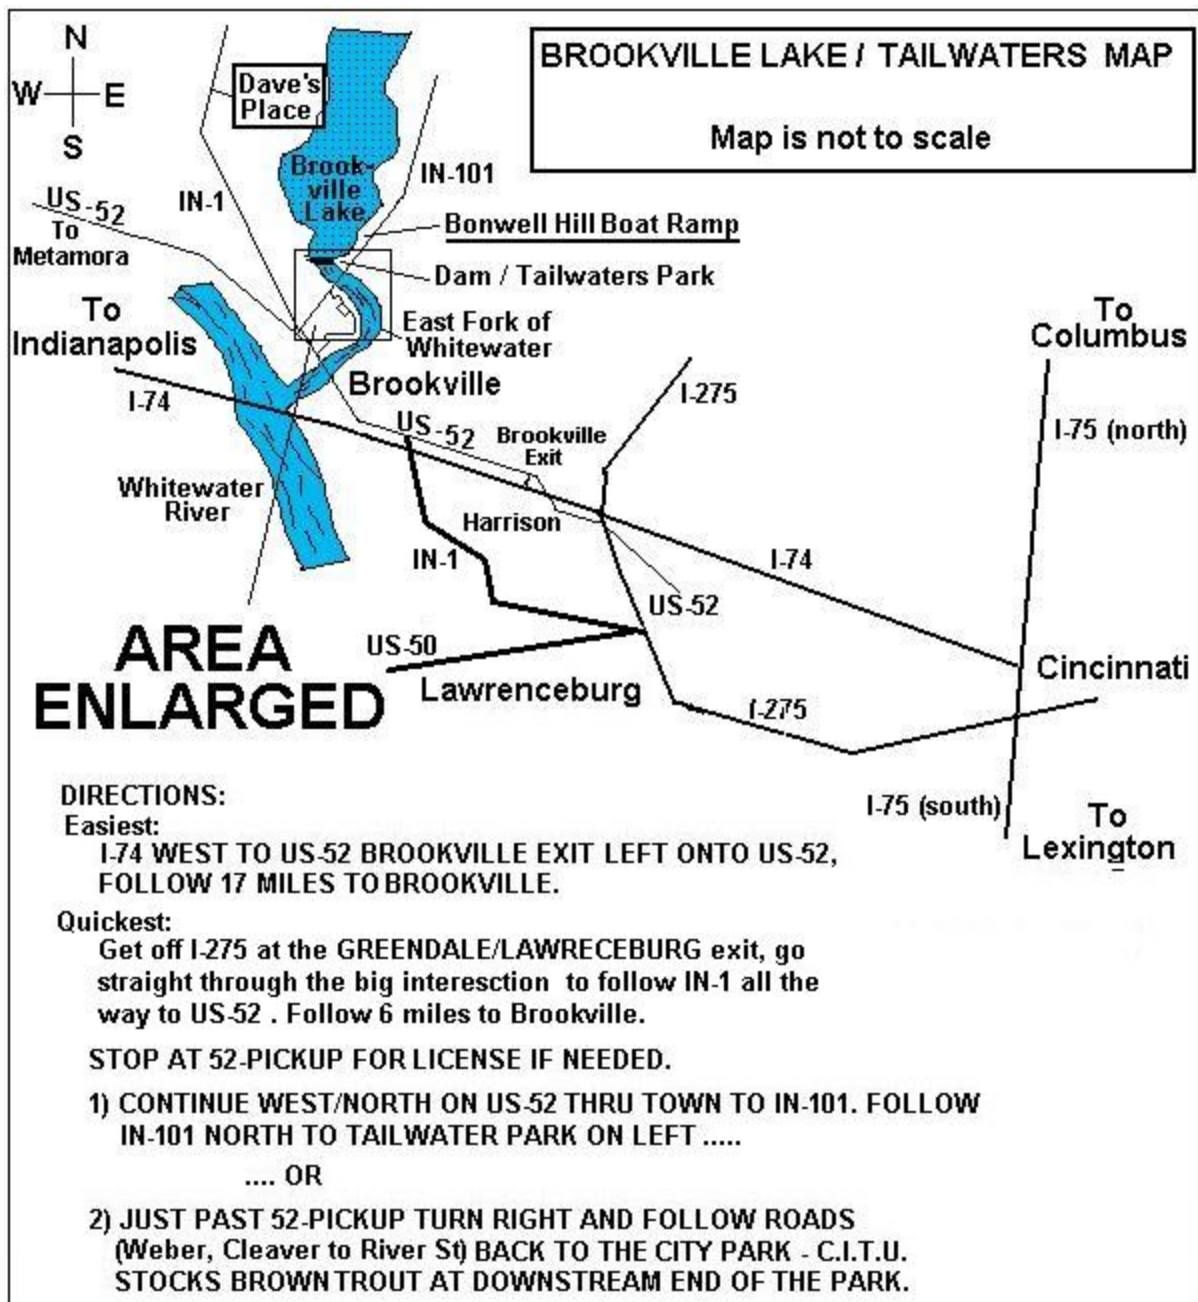 N
W E
S
Dave's
Place
BROOKVILLE LAKE / TAILWATERS MAP
Map is not to scale
IN-1
IN-101
Brook-
ville
Lake
US-52
To
Metamora
Bonwell Hill Boat Ramp
Dam / Tailwaters Park
To
Indianapolis
East Fork of
Whitewater
Brookville
To
Columbus
I-74
I-275
US-52
Brookville
Exit
I-75 (north)
Whitewater
River
Harrison
IN-1
I-74
US-52
AREA
ENLARGED
US-50
Lawrenceburg
Cincinnati
I-275
I-75 (south)
To
Lexington
DIRECTIONS:
Easiest:
I-74 WEST TO US-52 BROOKVILLE EXIT LEFT ONTO US-52,
FOLLOW 17 MILES TO BROOKVILLE.
Quickest:
Get off I-275 at the GREENDALE/LAWRECEBURG exit, go
straight through the big interesction to follow IN-1 all the
way to US-52 . Follow 6 miles to Brookville.
STOP AT 52-PICKUP FOR LICENSE IF NEEDED.
1) CONTINUE WEST/NORTH ON US-52 THRU TOWN TO IN-101. FOLLOW
IN-101 NORTH TO TAILWATER PARK ON LEFT .....
.... OR
2) JUST PAST 52-PICKUP TURN RIGHT AND FOLLOW ROADS
(Weber, Cleaver to River St) BACK TO THE CITY PARK - C.I.T.U.
STOCKS BROWN TROUT AT DOWNSTREAM END OF THE PARK.